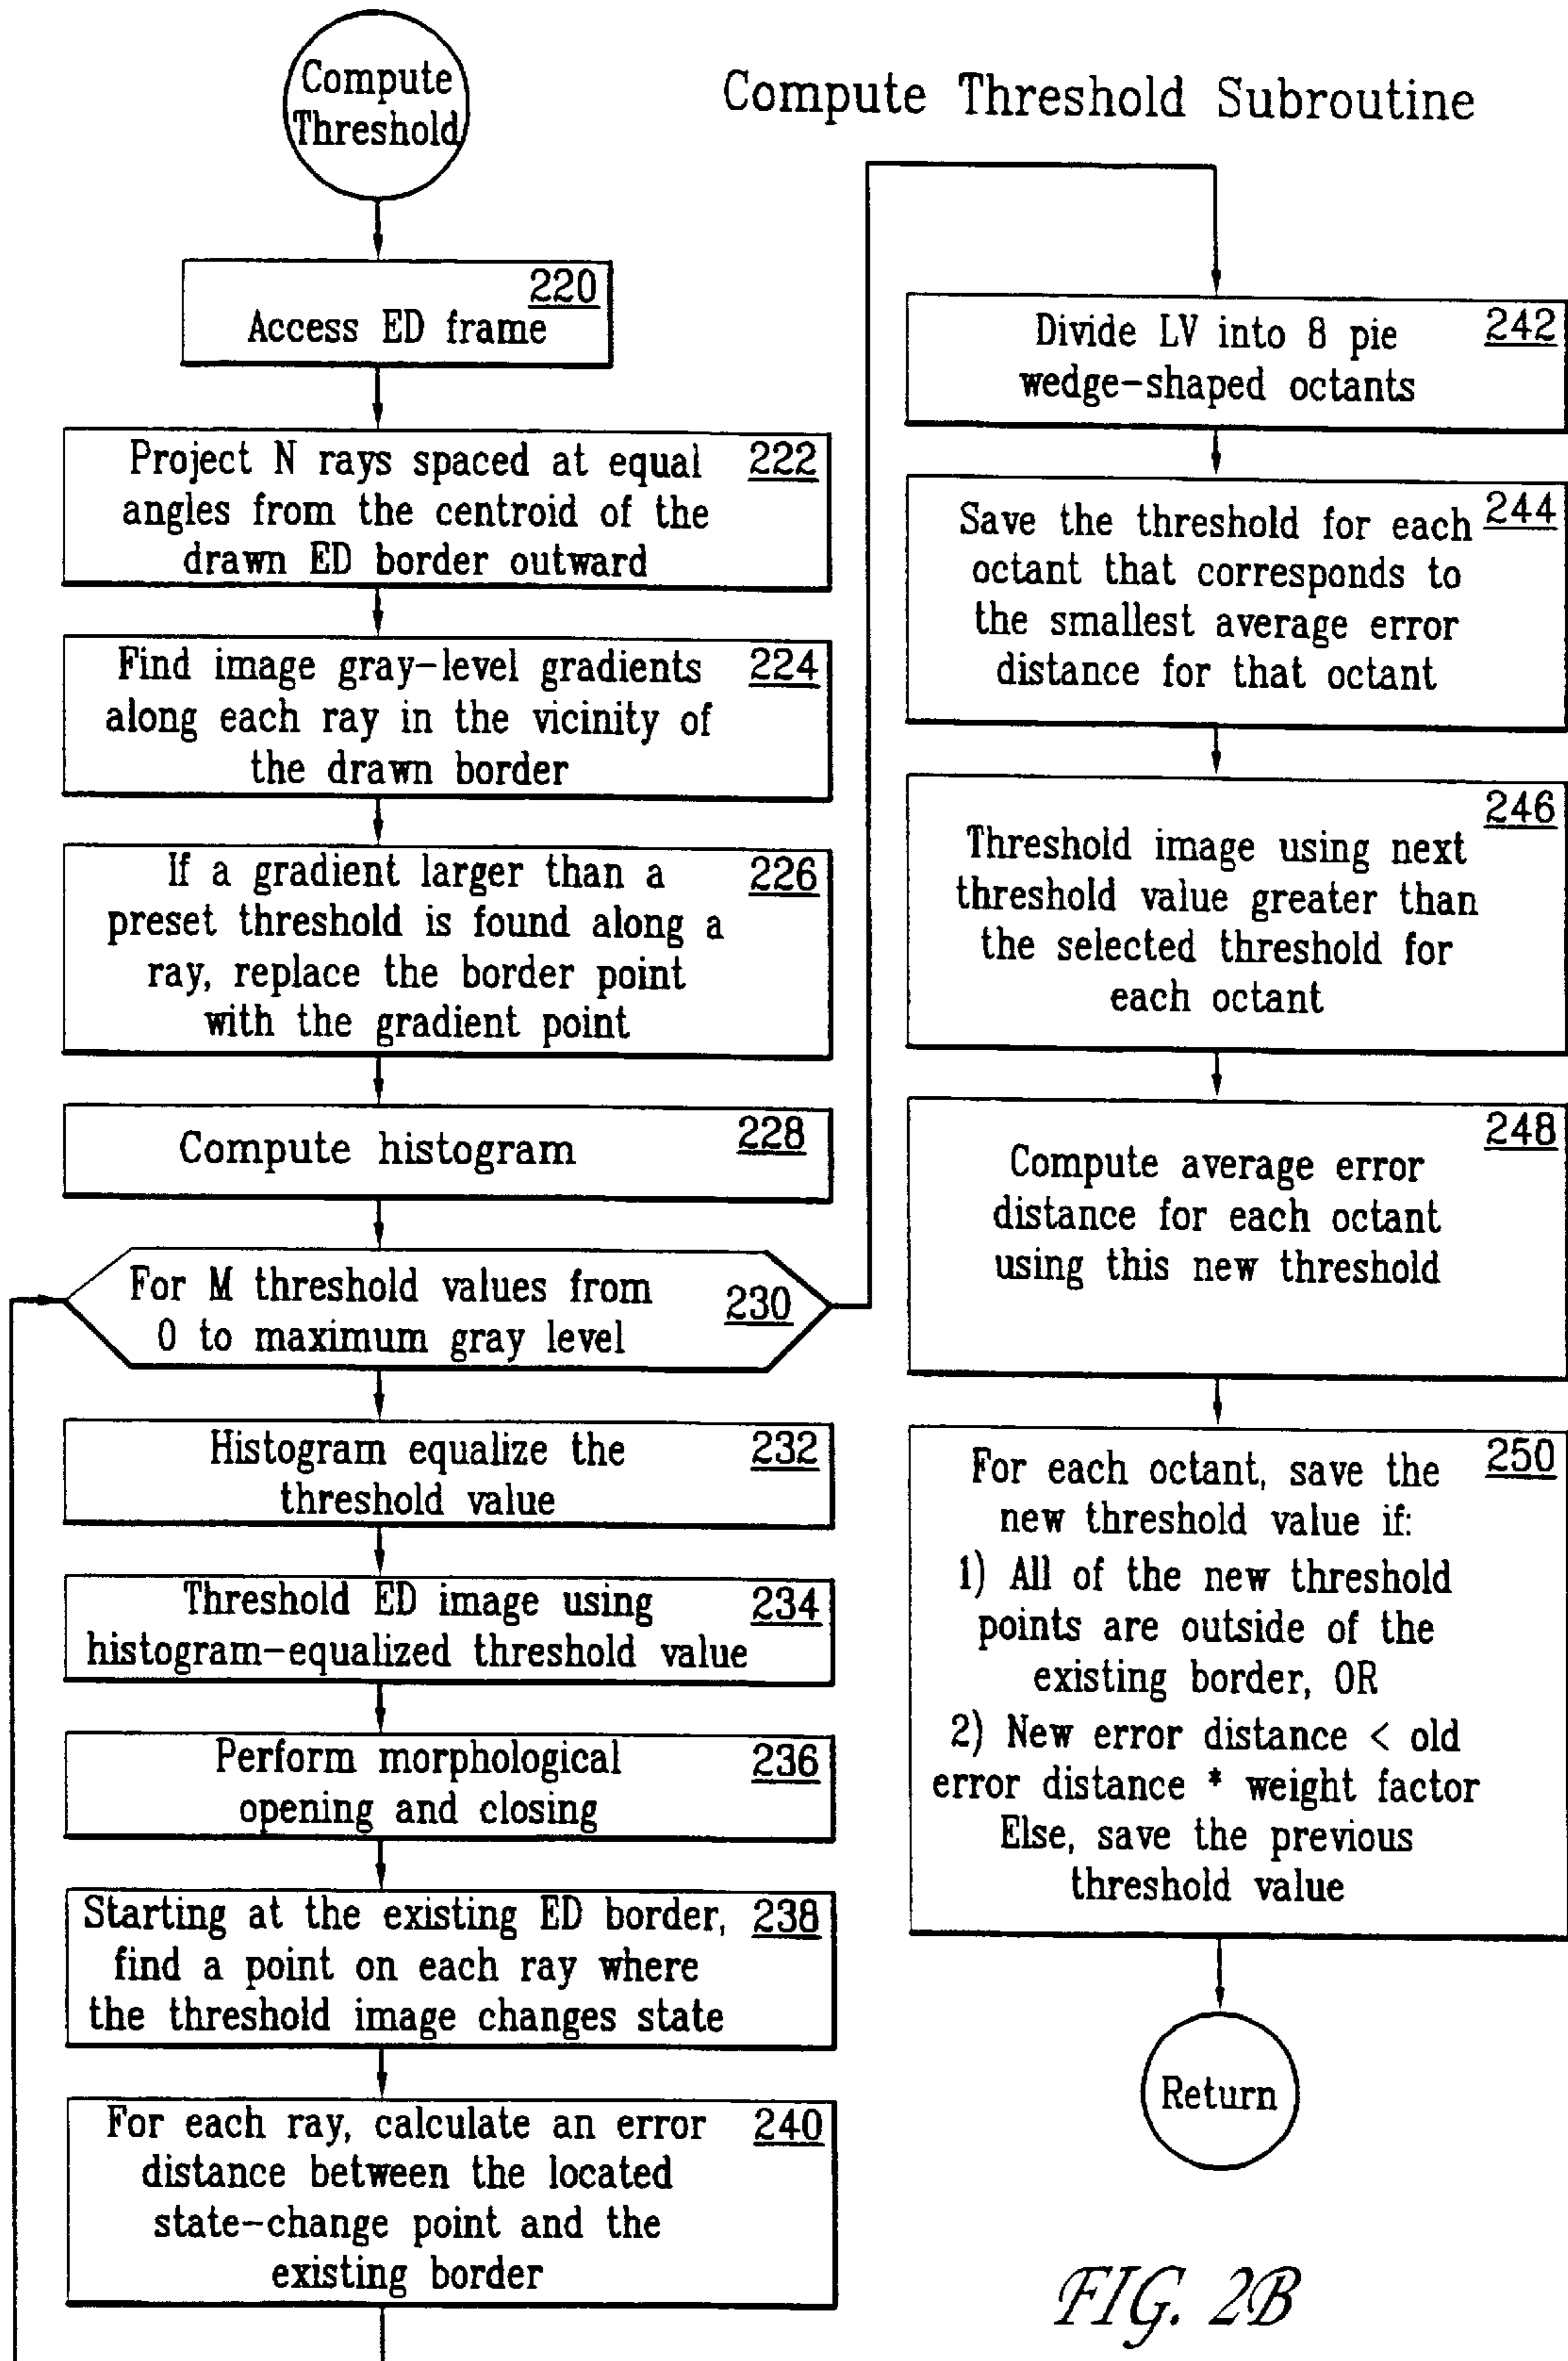 Compute
Threshold
Compute Threshold Subroutine
220
Access ED frame
Project N rays spaced at equal 222
angles from the centroid of the
drawn ED border outward
Find image gray-level gradients 224
along each ray in the vicinity of
the drawn border
If a gradient larger than a 226
preset threshold is found along a
ray, replace the border point
with the gradient point
Compute histogram 228
For M threshold values from 230
0 to maximum gray level
Histogram equalize the 232
threshold value
Threshold ED image using 234
histogram-equalized threshold value
Perform morphological 236
opening and closing
Starting at the existing ED border, 238
find a point on each ray where
the threshold image changes state
For each ray, calculate an error 240
distance between the located
state-change point and the
existing border
Divide LV into 8 pie 242
wedge-shaped octants
Save the threshold for each 244
octant that corresponds to
the smallest average error
distance for that octant
246
Threshold image using next
threshold value greater than
the selected threshold for
each octant
248
Compute average error
distance for each octant
using this new threshold
For each octant, save the 250
new threshold value if:
1) All of the new threshold
points are outside of the
existing border, OR
2) New error distance < old
error distance * weight factor
Else, save the previous
threshold value
Return
FIG. 2B